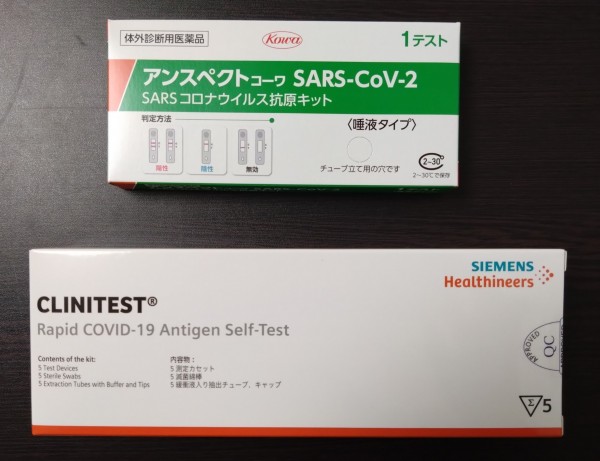 体外診断用医薬品
Kowa
1テスト
アンスペクトコーワ SARS-CoV-2
SARSコロナウイルス抗原キット
判定方法
陽性
陰性
無効
〈唾液タイプ〉
チューブ立て用の穴です
2-30°
2～30℃で保存
SIEMENS
Healthineers
CLINITEST®
Rapid COVID-19 Antigen Self-Test
Contents of the kit:
5 Test Devices
5 Sterile Swabs
5 Extraction Tubes with Buffer and Tips
内容物：
5 測定カセット
5 滅菌綿棒
5 緩衝液入り抽出チューブ、キャップ
APPROVED
QC
Σ 5